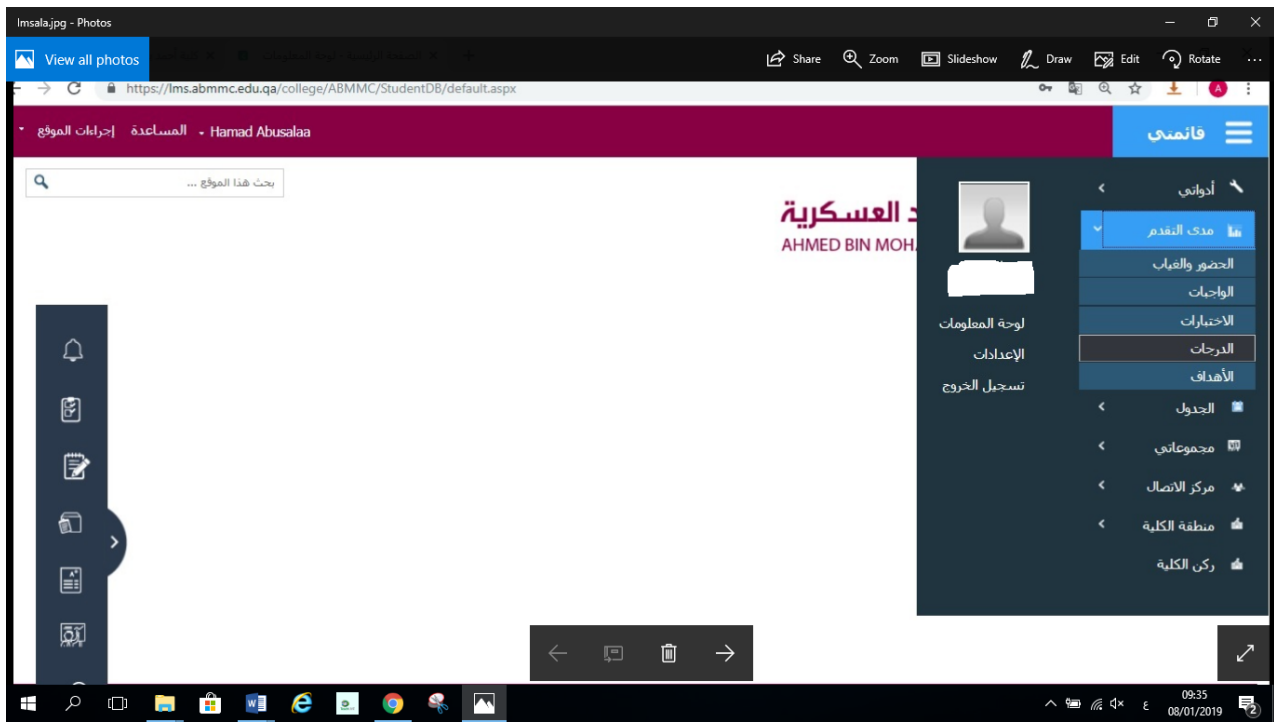 lmsala.jpg - Photos
View all photos
Share
Zoom
Slideshow
Draw
Edit
Rotate
https://lms.abmmc.edu.qa/college/ABMMC/StudentDB/default.aspx
A
قائمتي
Hamad Abusalaa
المساعدة
إجراءات الموقع
بحث هذا الموقع ...
د العسكرية
AHMED BIN MOH
أدواتي
مدى التقدم
الحضور والغياب
الواجبات
الاختبارات
الدرجات
الأهداف
الجدول
مجموعاتي
مركز الاتصال
منطقة الكلية
ركن الكلية
لوحة المعلومات
الإعدادات
تسجيل الخروج
ع
09:35
08/01/2019
2